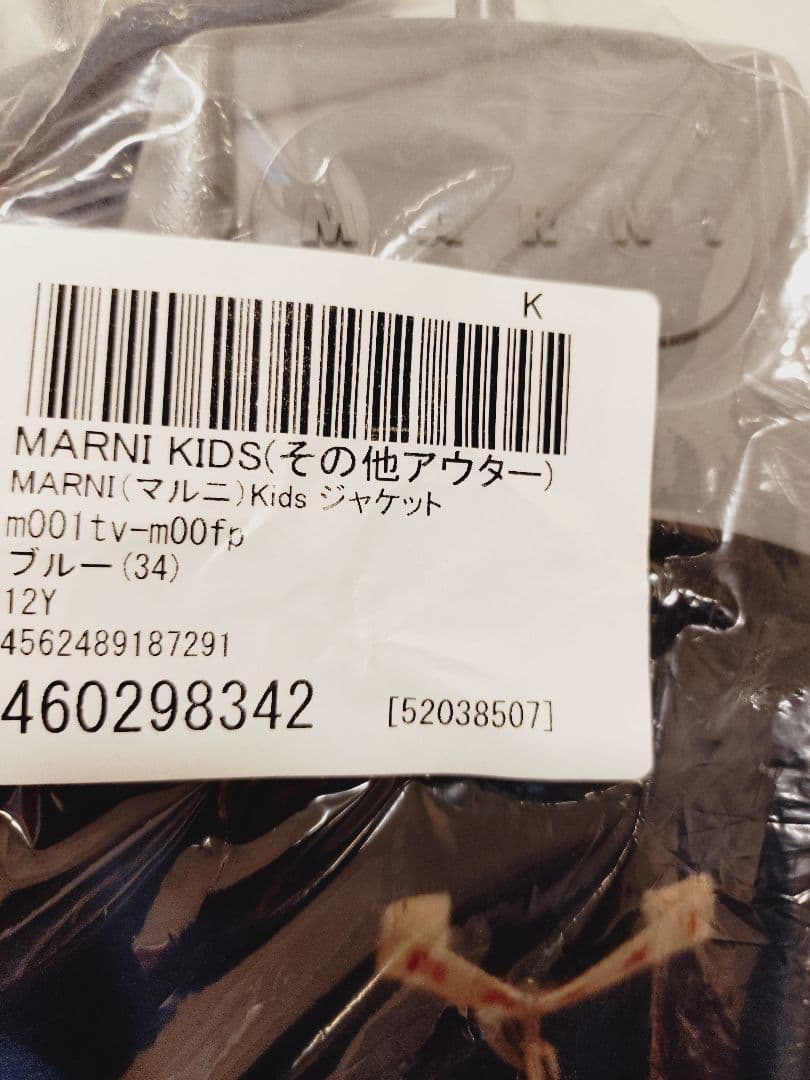 MARNI
K
MARNI KIDS(その他アウター)
MARNI(マルニ)Kids ジャケット
m001tv-m00fp
ブルー(34)
12Y
4562489187291
460298342 [52038507]